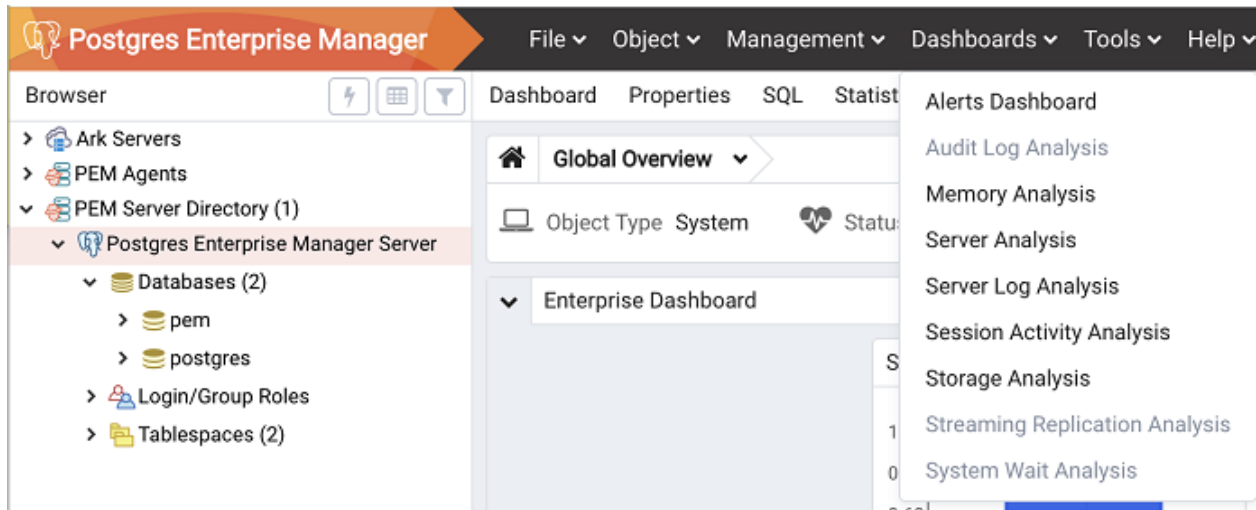 Postgres Enterprise Manager File Object Management Dashboards Tools Help
Browser
Dashboard Properties SQL Statist
Alerts Dashboard
Audit Log Analysis
Memory Analysis
Server Analysis
Server Log Analysis
Session Activity Analysis
Storage Analysis
Streaming Replication Analysis
System Wait Analysis
Ark Servers
PEM Agents
PEM Server Directory (1)
Postgres Enterprise Manager Server
Databases (2)
pem
postgres
Login/Group Roles
Tablespaces (2)
Global Overview
Object Type System Statu
Enterprise Dashboard
S
1
0